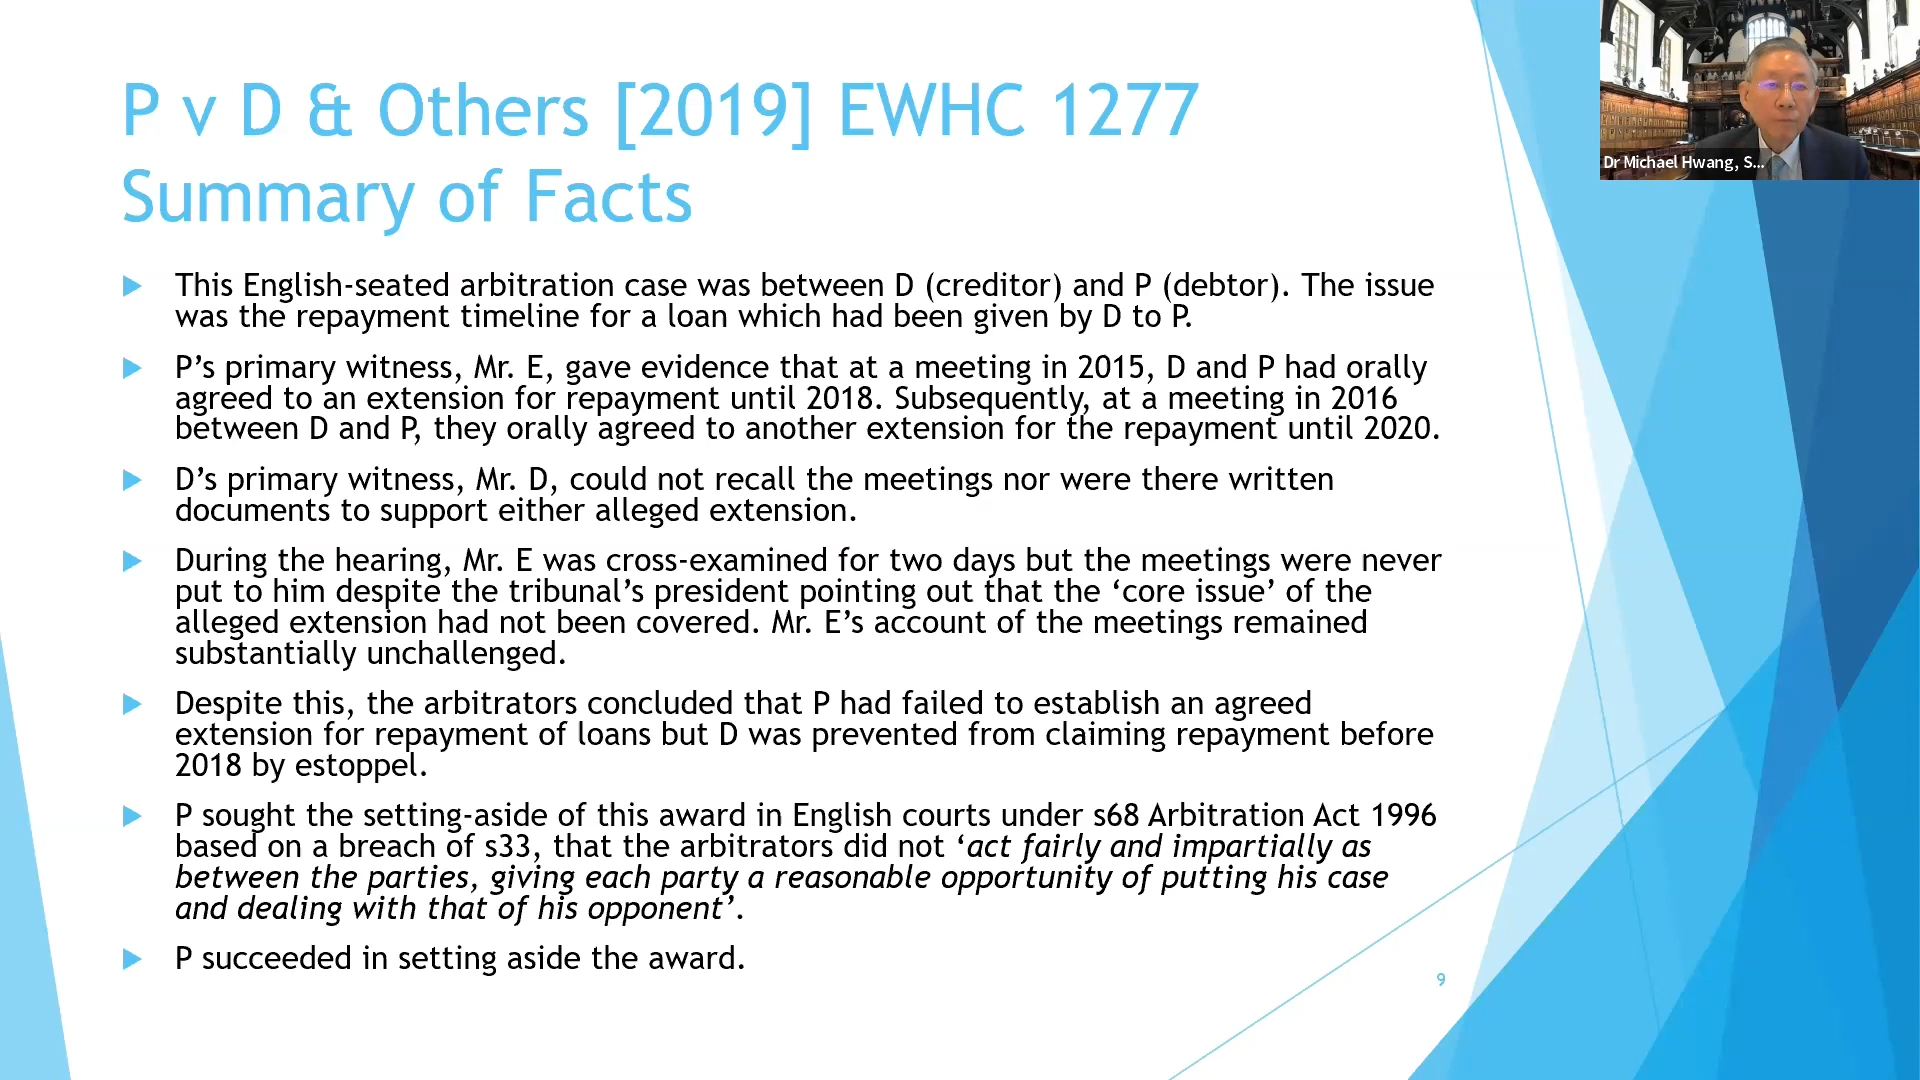 P v D & Others [2019] EWHC 1277
Summary of Facts
Dr Michael Hwang, S...
This English-seated arbitration case was between D (creditor) and P (debtor). The issue
was the repayment timeline for a loan which had been given by D to P.
P’s primary witness, Mr. E, gave evidence that at a meeting in 2015, D and P had orally
agreed to an extension for repayment until 2018. Subsequently, at a meeting in 2016
between D and P, they orally agreed to another extension for the repayment until 2020.
D’s primary witness, Mr. D, could not recall the meetings nor were there written
documents to support either alleged extension.
During the hearing, Mr. E was cross-examined for two days but the meetings were never
put to him despite the tribunal’s president pointing out that the ‘core issue’ of the
alleged extension had not been covered. Mr. E’s account of the meetings remained
substantially unchallenged.
Despite this, the arbitrators concluded that P had failed to establish an agreed
extension for repayment of loans but D was prevented from claiming repayment before
2018 by estoppel.
P sought the setting-aside of this award in English courts under s68 Arbitration Act 1996
based on a breach of s33, that the arbitrators did not ‘act fairly and impartially as
between the parties, giving each party a reasonable opportunity of putting his case
and dealing with that of his opponent’.
P succeeded in setting aside the award.
9